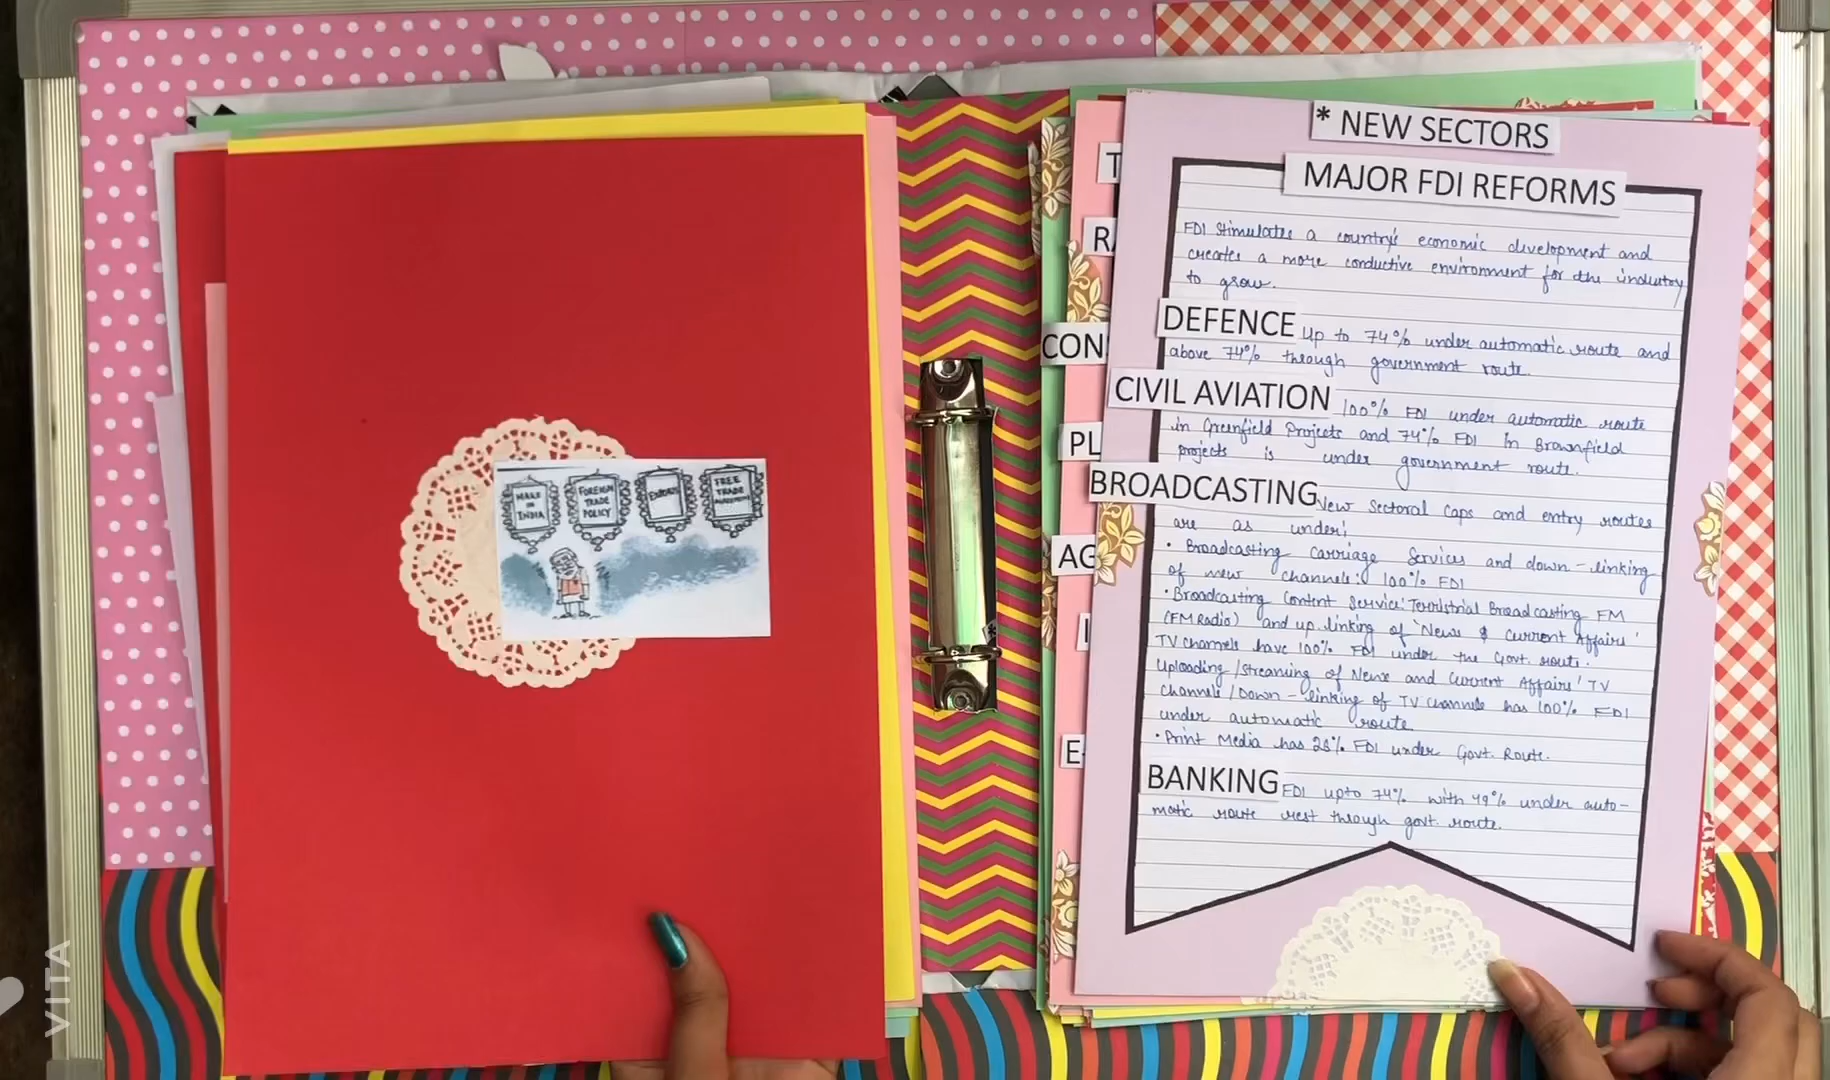 MAKE IN INDIA
FOREIGN TRADE POLICY
EXPORTS
FREE TRADE AGREEMENT
* NEW SECTORS
MAJOR FDI REFORMS
FDI stimulates a country's economic development and
creates a more conductive environment for the industry
to grow.
DEFENCE Up to 74% under automatic route and
above 74% through government route.
CIVIL AVIATION 100% FDI under automatic route
in Greenfield Projects and 74% FDI in Brownfield
projects is under government route.
BROADCASTING New Sectoral Caps and entry routes
are as under;
• Broadcasting Carriage Services and down-linking
of new channels: 100% FDI
• Broadcasting Content Service: Terristrial Broadcasting FM
(FM Radio) and up linking of 'News & Current Affairs'
TV Channels have 100% FDI under the Govt. route.
Uploading/streaming of News and Current Affairs' TV
Channels/Down-linking of TV Channels has 100% FDI
under automatic route
• Print Media has 26% FDI under Govt. Route.
BANKING FDI upto 74% with 49% under auto-
matic route rest through govt. route.
CON
PL
AG
VITA